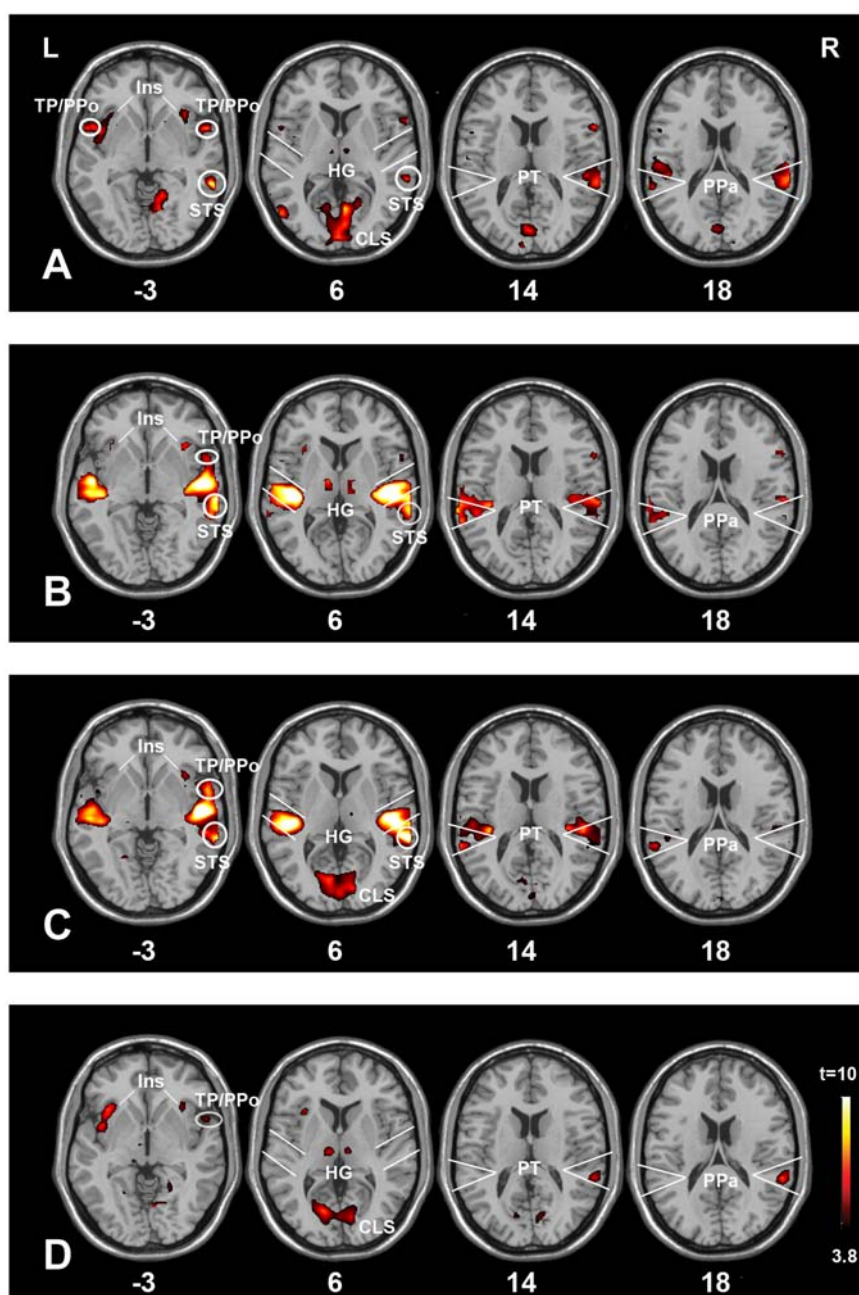 L R
Ins
TP/PPo TP/PPo
HG PT PPa
STS STS
CLS
A
-3 6 14 18
Ins
TP/PPo
HG PT PPa
STS STS
B
-3 6 14 18
Ins
TP/PPo
HG PT PPa
STS STS
CLS
C
-3 6 14 18
t=10
Ins
TP/PPo
HG PT PPa
CLS
3.8
D
-3 6 14 18